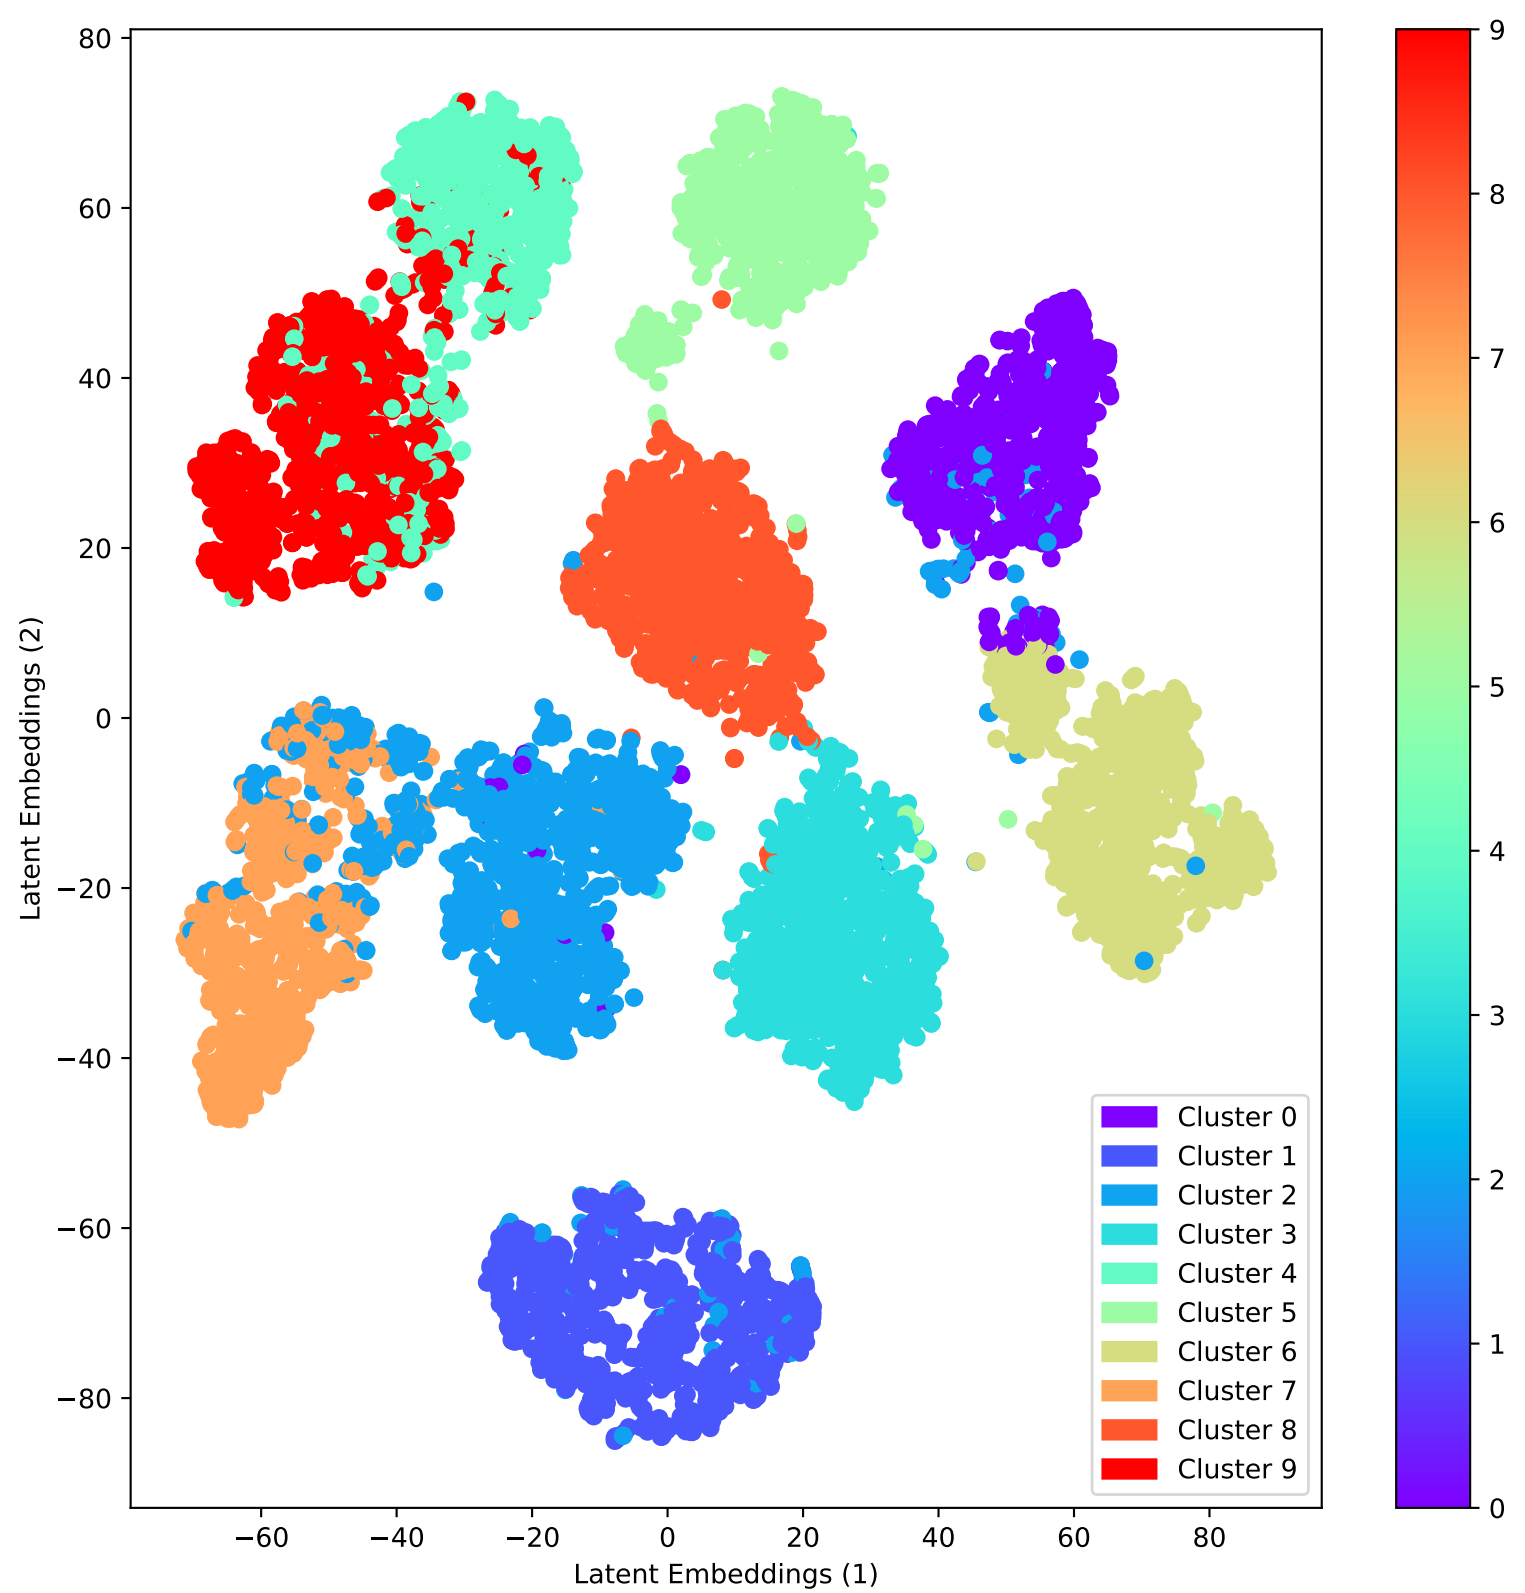 80
60
40
20
0
−20
−40
−60
−80
Latent Embeddings (2)
−60
−40
−20
0
20
40
60
80
Latent Embeddings (1)
Cluster 0
Cluster 1
Cluster 2
Cluster 3
Cluster 4
Cluster 5
Cluster 6
Cluster 7
Cluster 8
Cluster 9
9
8
7
6
5
4
3
2
1
0